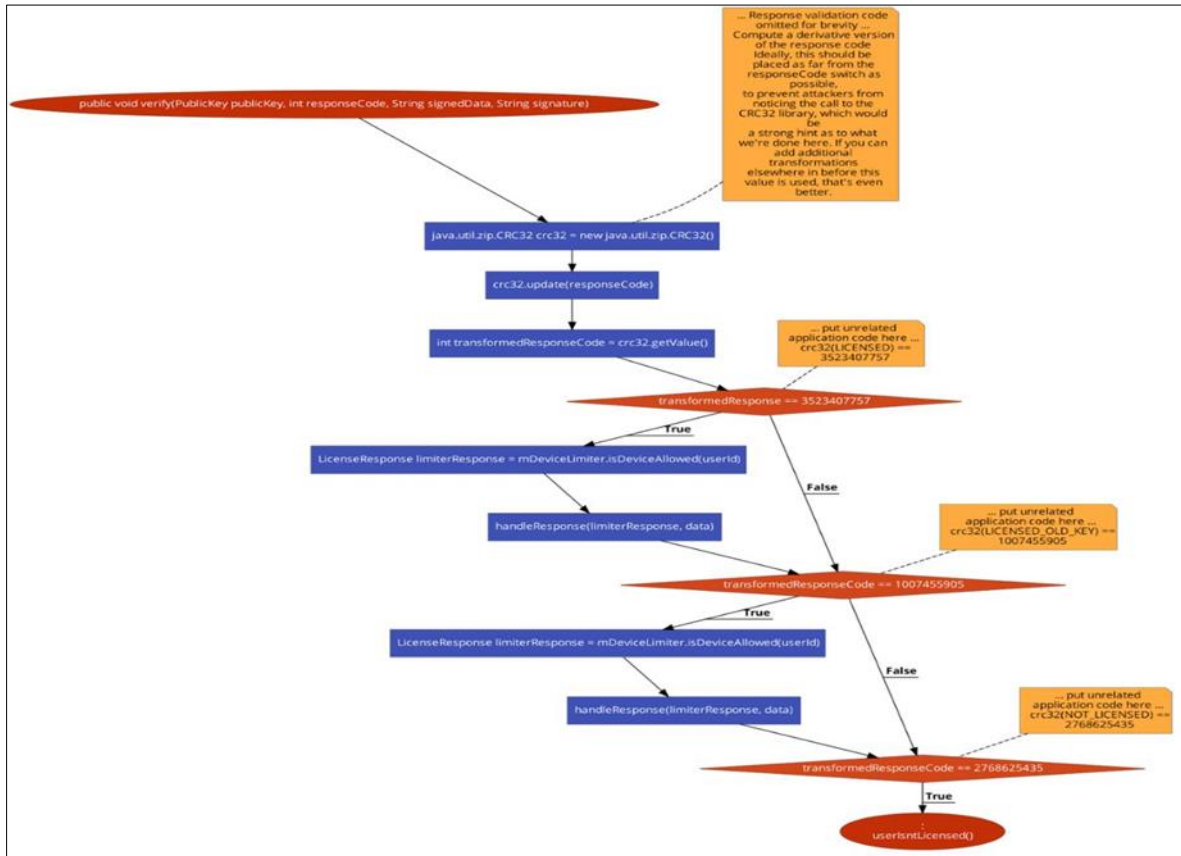 ... Response validation code
omitted for brevity ...
Compute a derivative version
of the response code
Ideally, this should be
placed as far from the
responseCode switch as
possible,
to prevent attackers from
noticing the call to the
CRC32 library, which would
be
a strong hint as to what
we're done here. If you can
add additional
transformations
elsewhere in before this
value is used, that's even
better.
public void verify(PublicKey publicKey, int responseCode, String signedData, String signature)
java.util.zip.CRC32 crc32 = new java.util.zip.CRC32()
crc32.update(responseCode)
int transformedResponseCode = crc32.getValue()
... put unrelated
application code here ...
crc32(LICENSED) ==
3523407757
transformedResponse == 3523407757
True
LicenseResponse limiterResponse = mDeviceLimiter.isDeviceAllowed(userId)
False
handleResponse(limiterResponse, data)
... put unrelated
application code here ...
crc32(LICENSED_OLD_KEY) ==
1007455905
transformedResponseCode == 1007455905
True
LicenseResponse limiterResponse = mDeviceLimiter.isDeviceAllowed(userId)
False
handleResponse(limiterResponse, data)
... put unrelated
application code here ...
crc32(NOT_LICENSED) ==
2768625435
transformedResponseCode == 2768625435
True
:
userIsntLicensed()